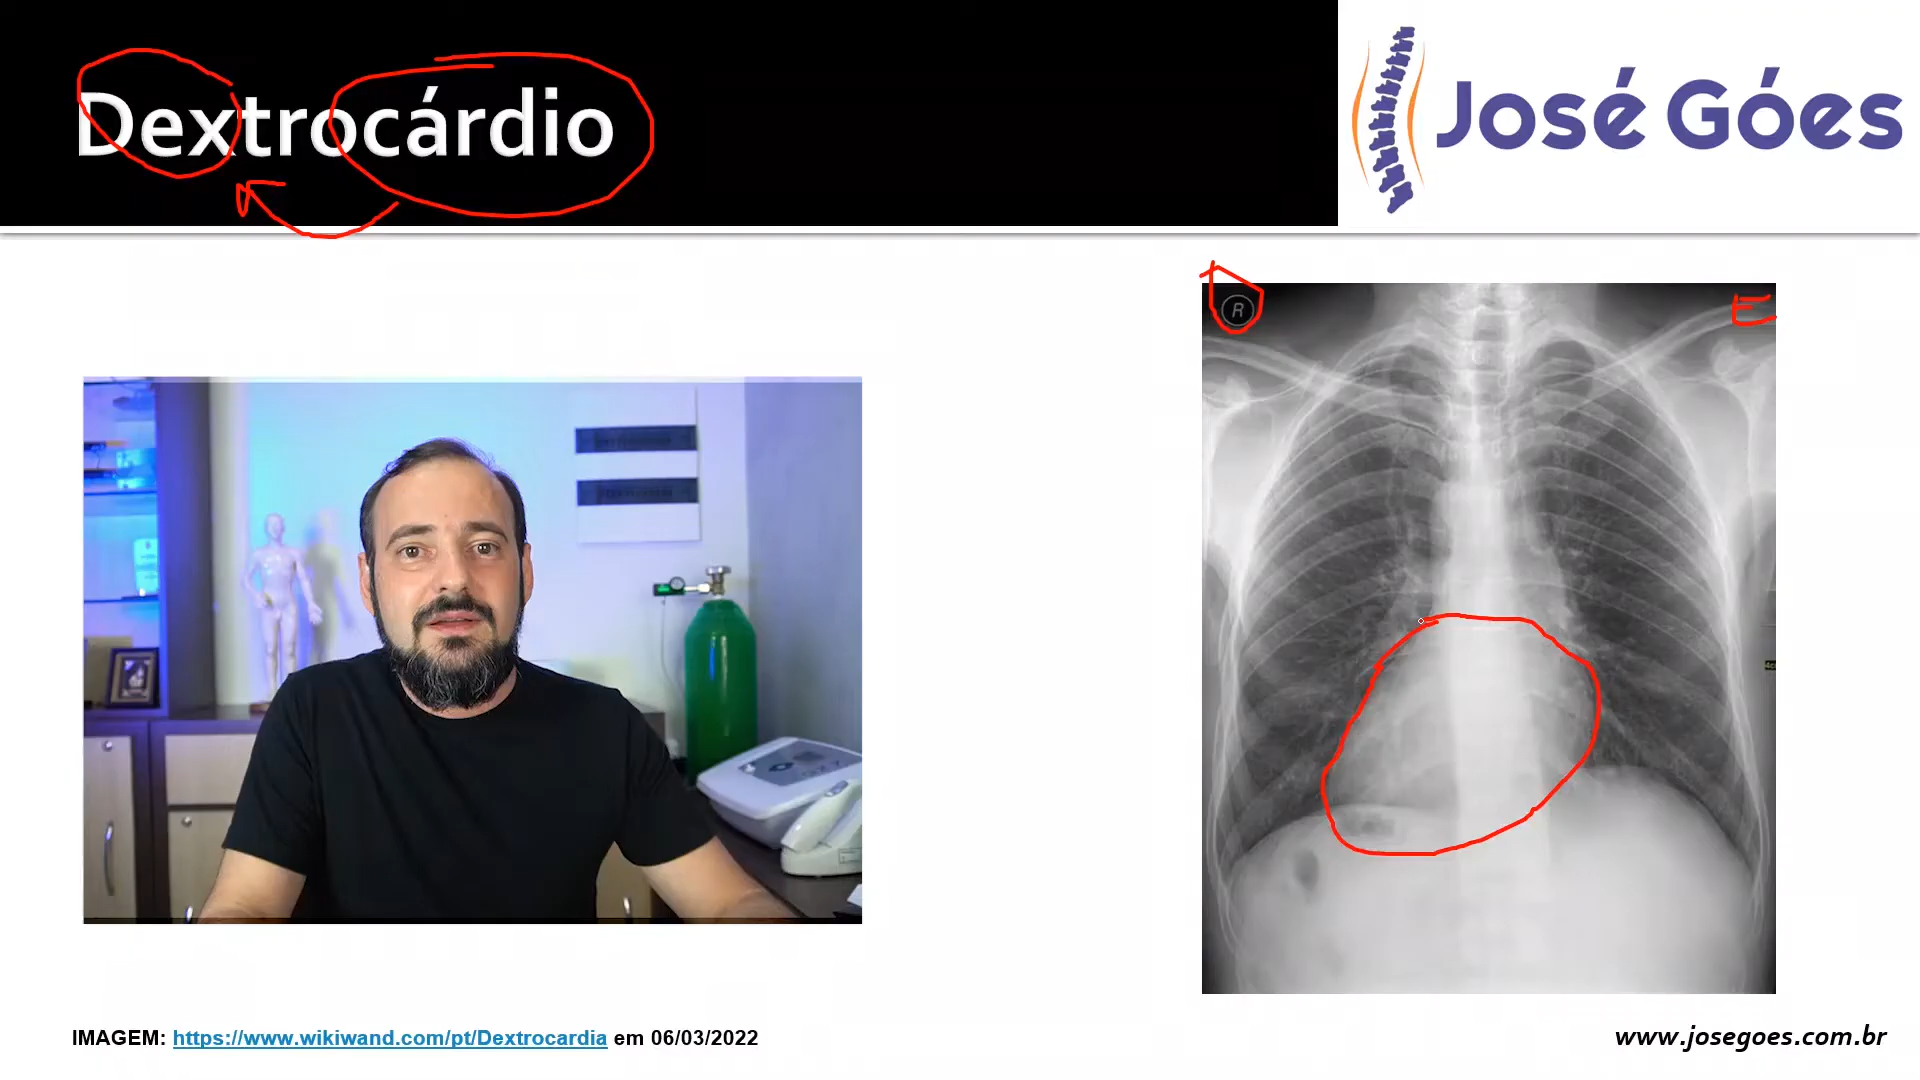 Dextrocárdio
José Góes
R
E
IMAGEM: https://www.wikiwand.com/pt/Dextrocardia em 06/03/2022
www.josegoes.com.br